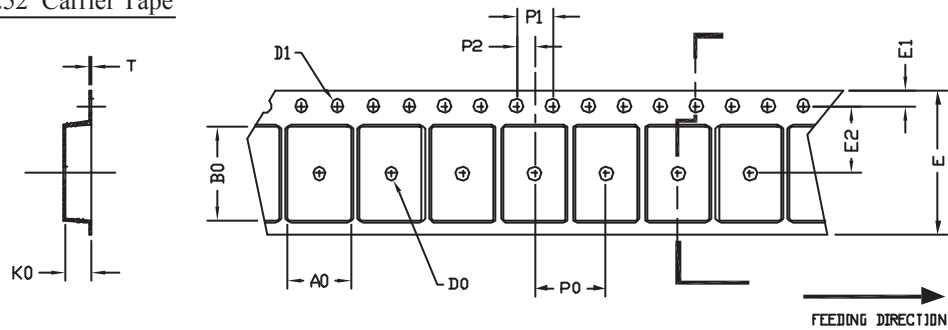 Carrier Tape
P1
P2
D1
T
E1
E2
E
B0
K0
A0
D0
P0
FEEDING DIRECTION